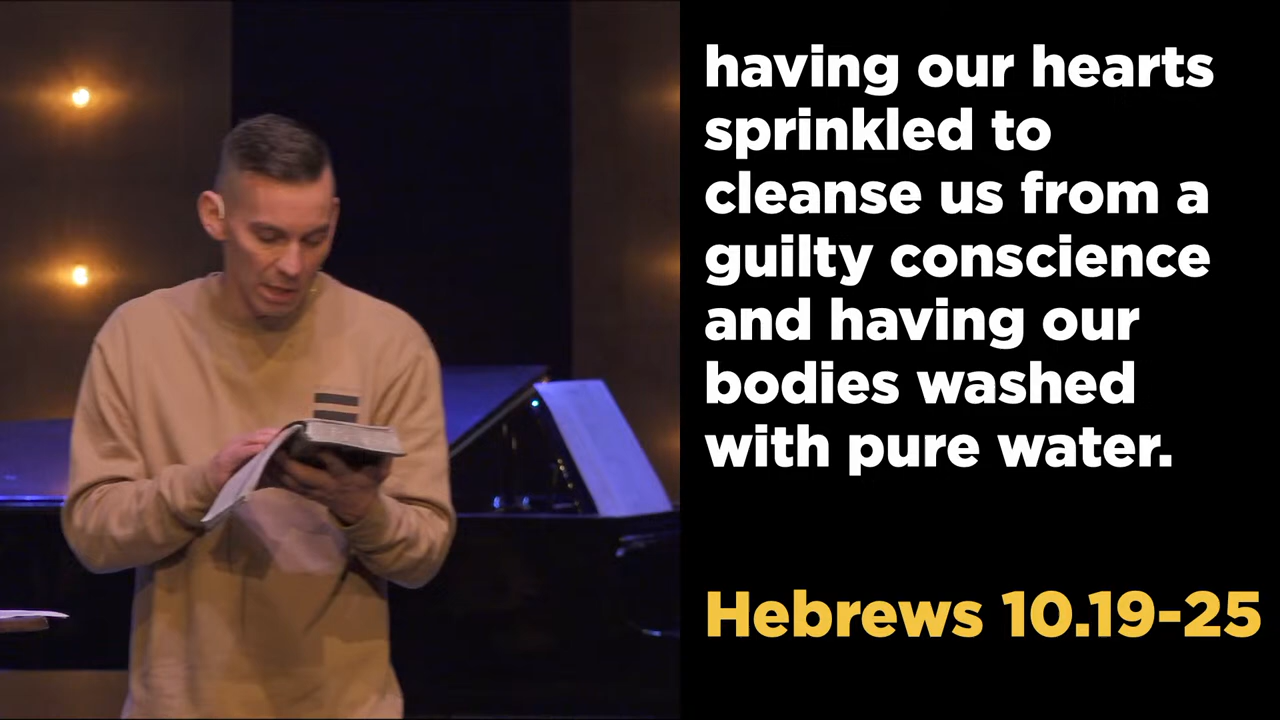 having our hearts
sprinkled to
cleanse us from a
guilty conscience
and having our
bodies washed
with pure water.
Hebrews 10.19-25